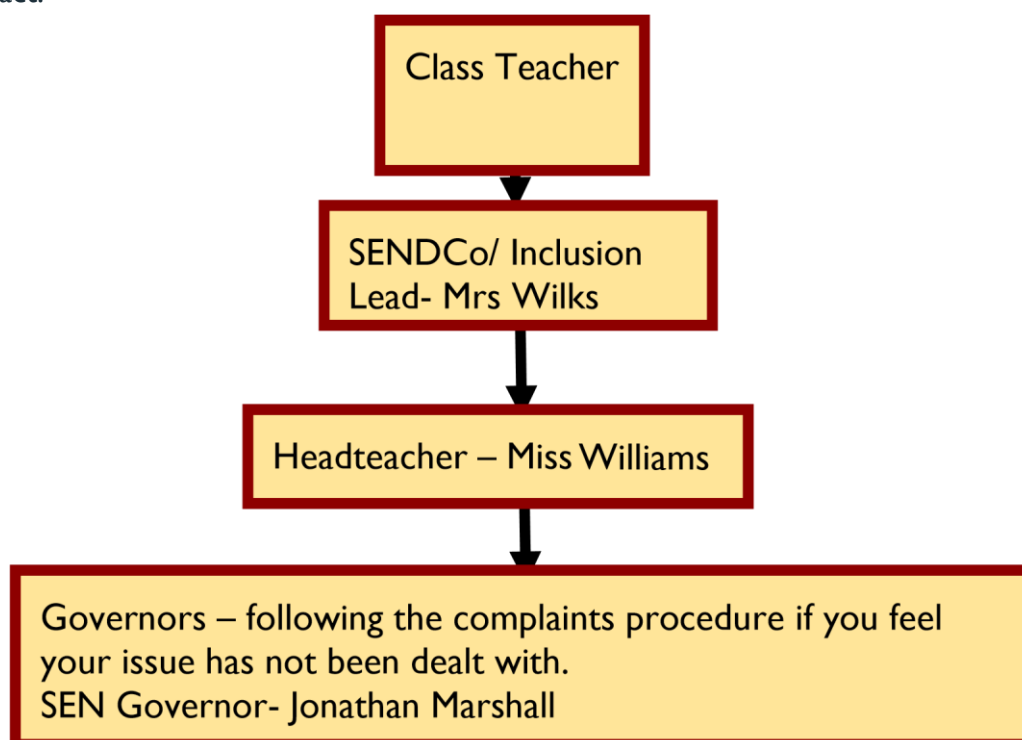 Class Teacher
SENDCo/ Inclusion
Lead- Mrs Wilks
Headteacher – Miss Williams
Governors – following the complaints procedure if you feel
your issue has not been dealt with.
SEN Governor- Jonathan Marshall